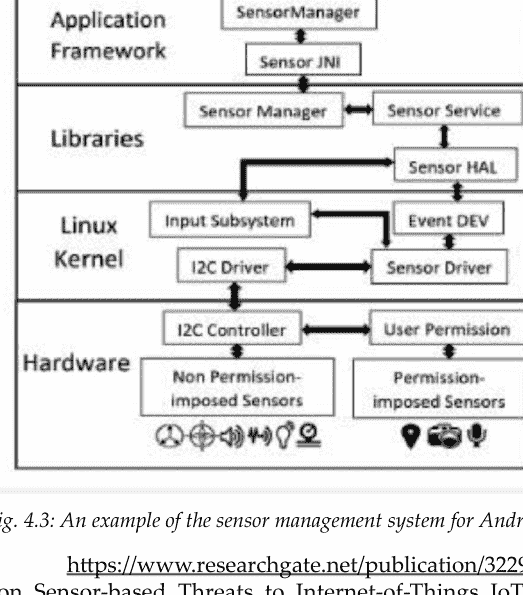 Application
Framework
SensorManager
Sensor JNI
Libraries
Sensor Manager
Sensor Service
Sensor HAL
Linux
Kernel
Input Subsystem
Event DEV
I2C Driver
Sensor Driver
Hardware
I2C Controller
User Permission
Non Permission-
imposed Sensors
Permission-
imposed Sensors
ig. 4.3: An example of the sensor management system for Andr
https://www.researchgate.net/publication/3229
on Sensor-based Threats to Internet-of-Things IoT